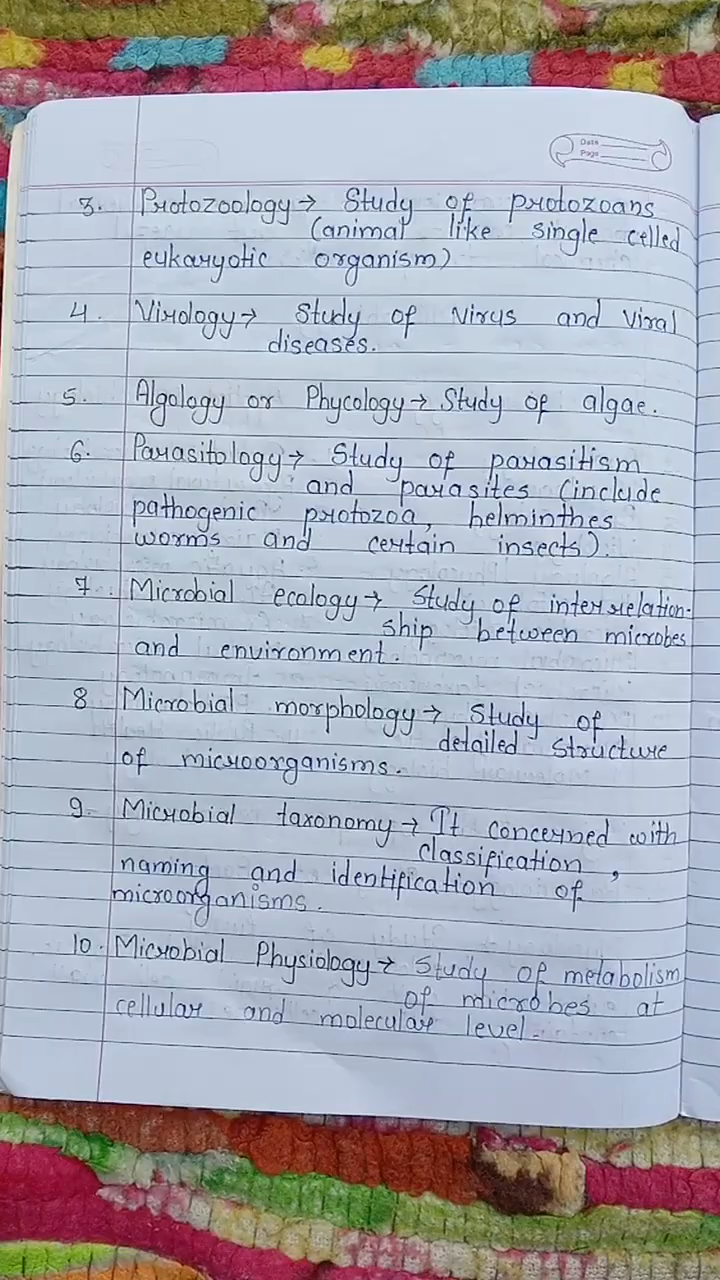 Date
Page
3. Protozoology → Study of protozoans
(animal like single celled
eukaryotic organism)
4. Virology → Study of Virus and Viral
diseases.
5. Algology or Phycology → Study of algae.
6. Parasitology → Study of parasitism
and parasites (include
pathogenic protozoa, helminthes
worms and certain insects).
7. Microbial ecology → Study of inter relation-
ship between microbes
and environment.
8 Microbial morphology → Study of
detailed structure
of microorganisms.
9. Microbial taxonomy → It concerned with
classification,
naming and identification of
microorganisms.
10. Microbial Physiology → Study of metabolism
of microbes at
cellular and molecular level.